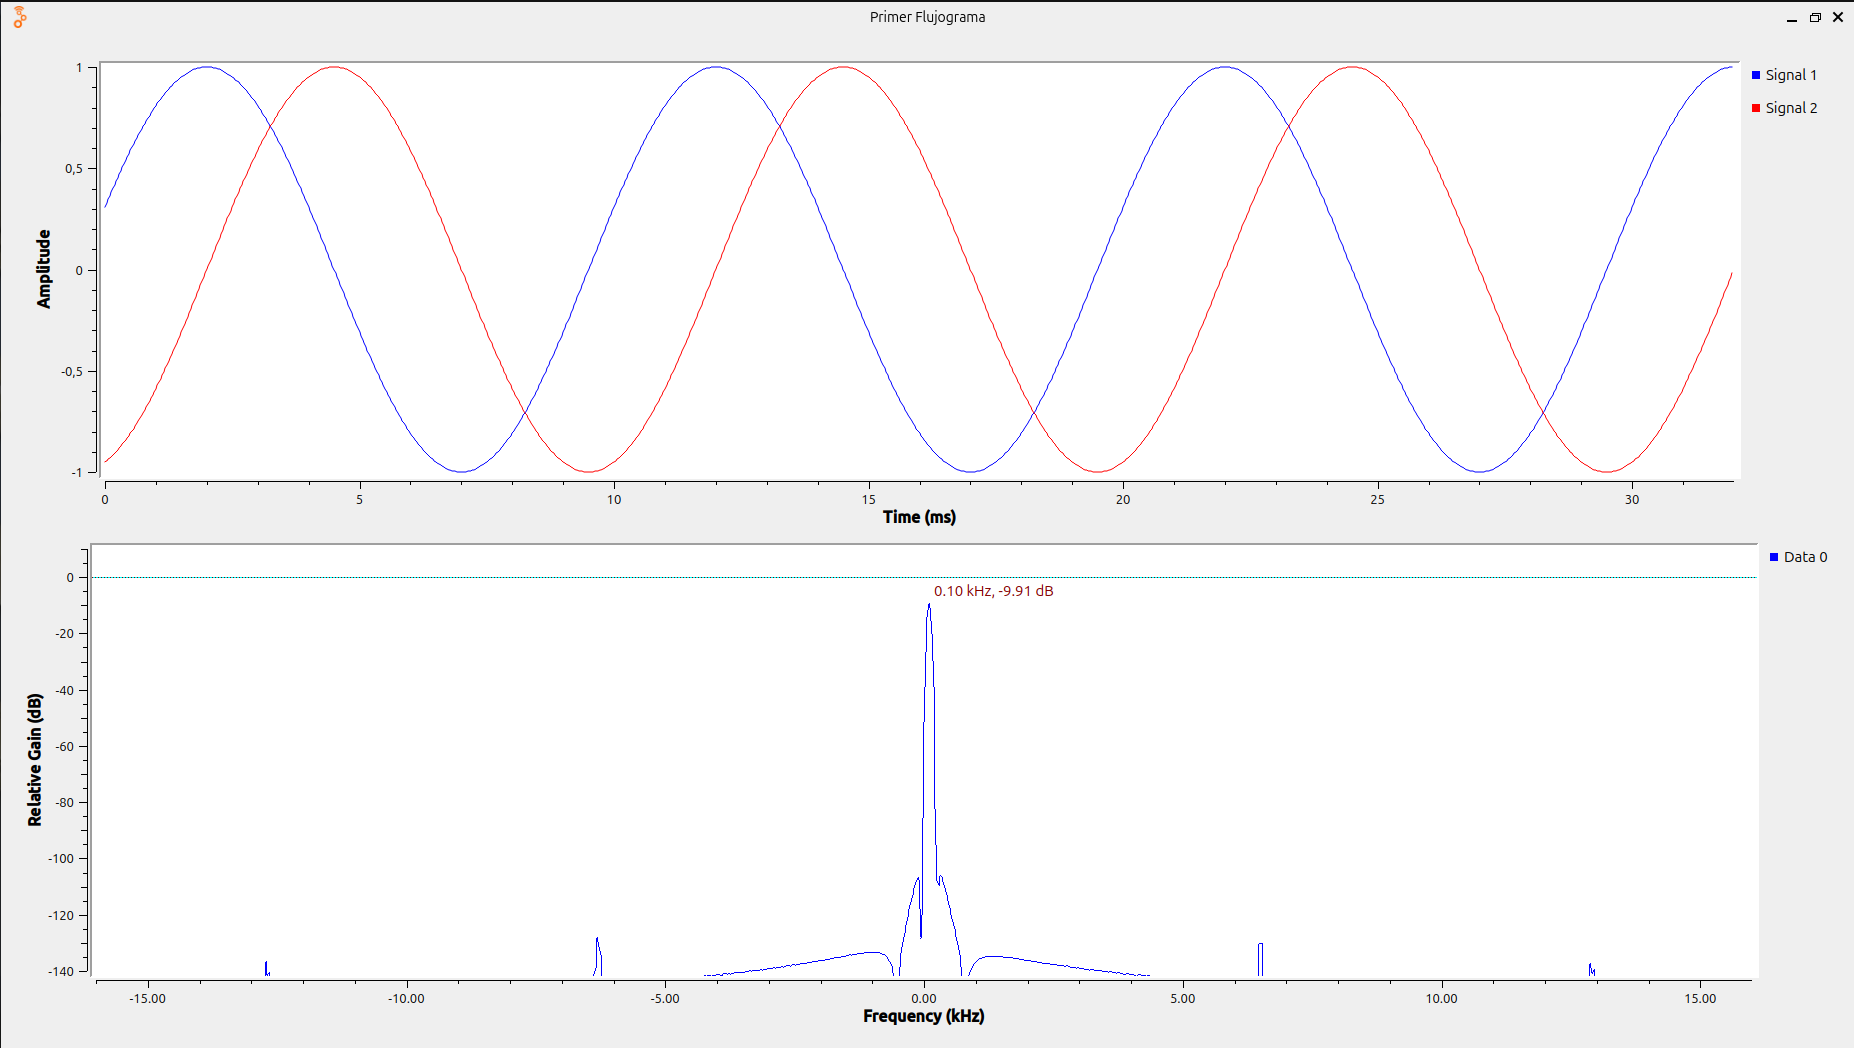 Primer Flujograma
1
0,5
0
-0,5
-1
Amplitude
0 5 10 15 20 25 30
Time (ms)
Signal 1
Signal 2
0
-20
-40
-60
-80
-100
-120
-140
Relative Gain (dB)
0.10 kHz, -9.91 dB
-15.00 -10.00 -5.00 0.00 5.00 10.00 15.00
Frequency (kHz)
Data 0